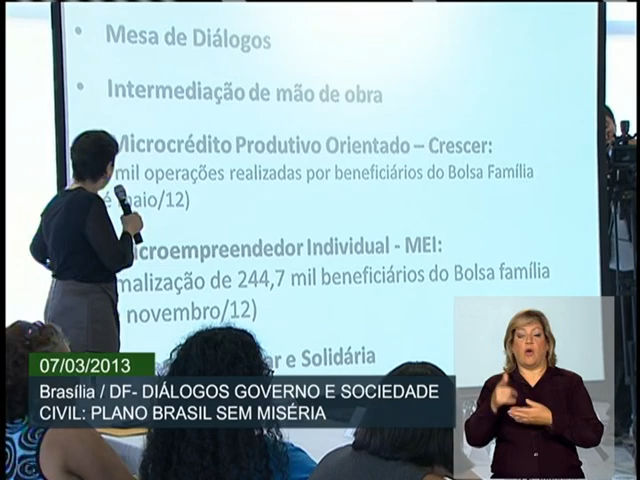 Mesa de Diálogos
Intermediação de mão de obra
Microcrédito Produtivo Orientado – Crescer:
mil operações realizadas por beneficiários do Bolsa Família
maio/12)
Microempreendedor Individual - MEI:
malização de 244,7 mil beneficiários do Bolsa família
novembro/12)
ar e Solidária
07/03/2013
Brasília / DF- DIÁLOGOS GOVERNO E SOCIEDADE
CIVIL: PLANO BRASIL SEM MISÉRIA